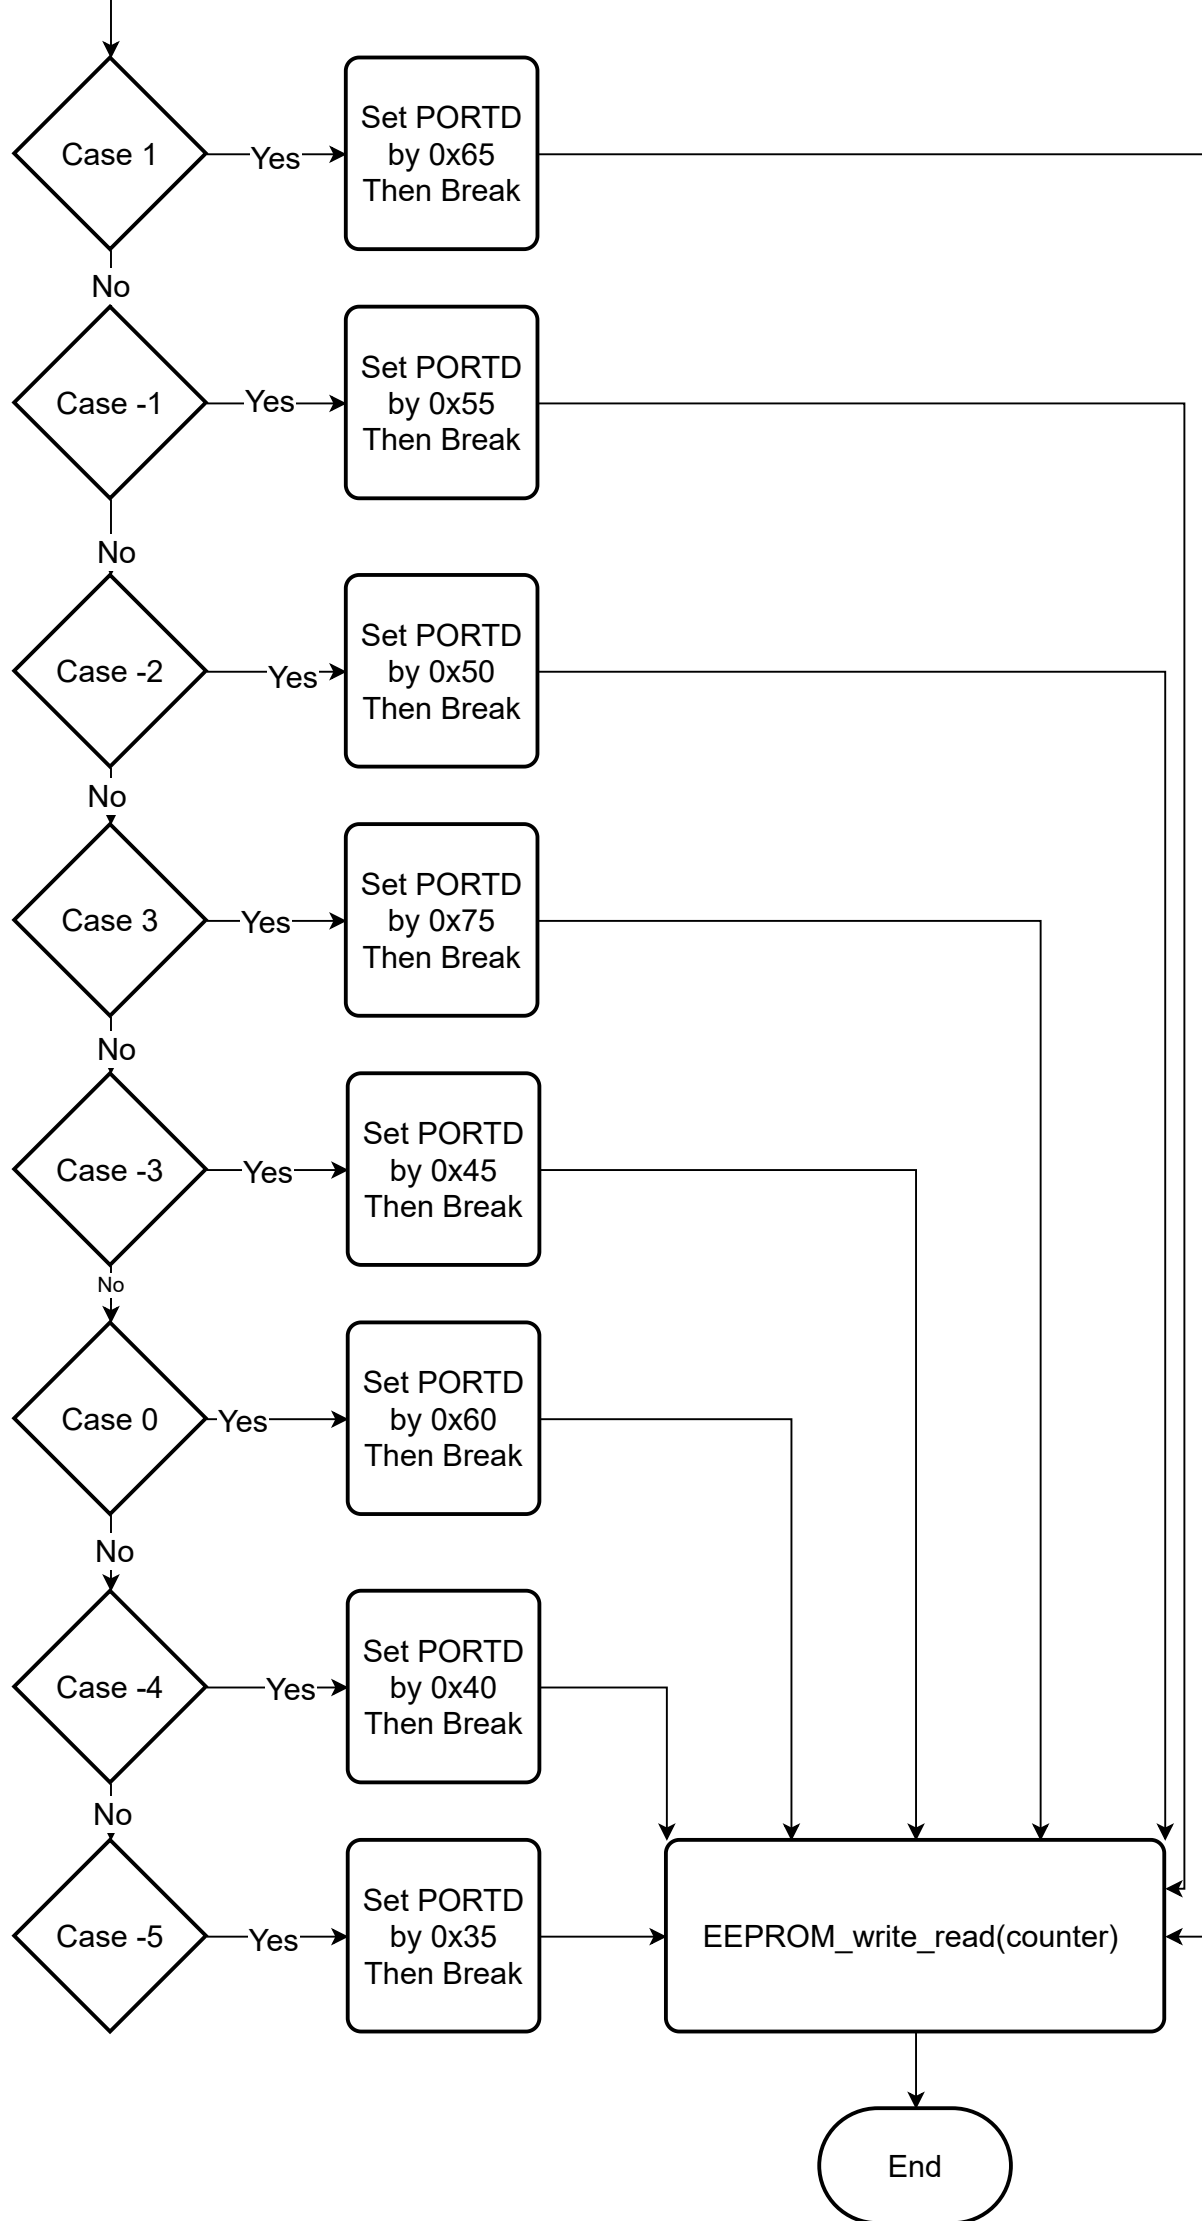 Case 1
Yes
Set PORTD
by 0x65
Then Break
No
Case -1
Yes
Set PORTD
by 0x55
Then Break
No
Case -2
Yes
Set PORTD
by 0x50
Then Break
No
Case 3
Yes
Set PORTD
by 0x75
Then Break
No
Case -3
Yes
Set PORTD
by 0x45
Then Break
No
Case 0
Yes
Set PORTD
by 0x60
Then Break
No
Case -4
Yes
Set PORTD
by 0x40
Then Break
No
Case -5
Yes
Set PORTD
by 0x35
Then Break
EEPROM_write_read(counter)
End